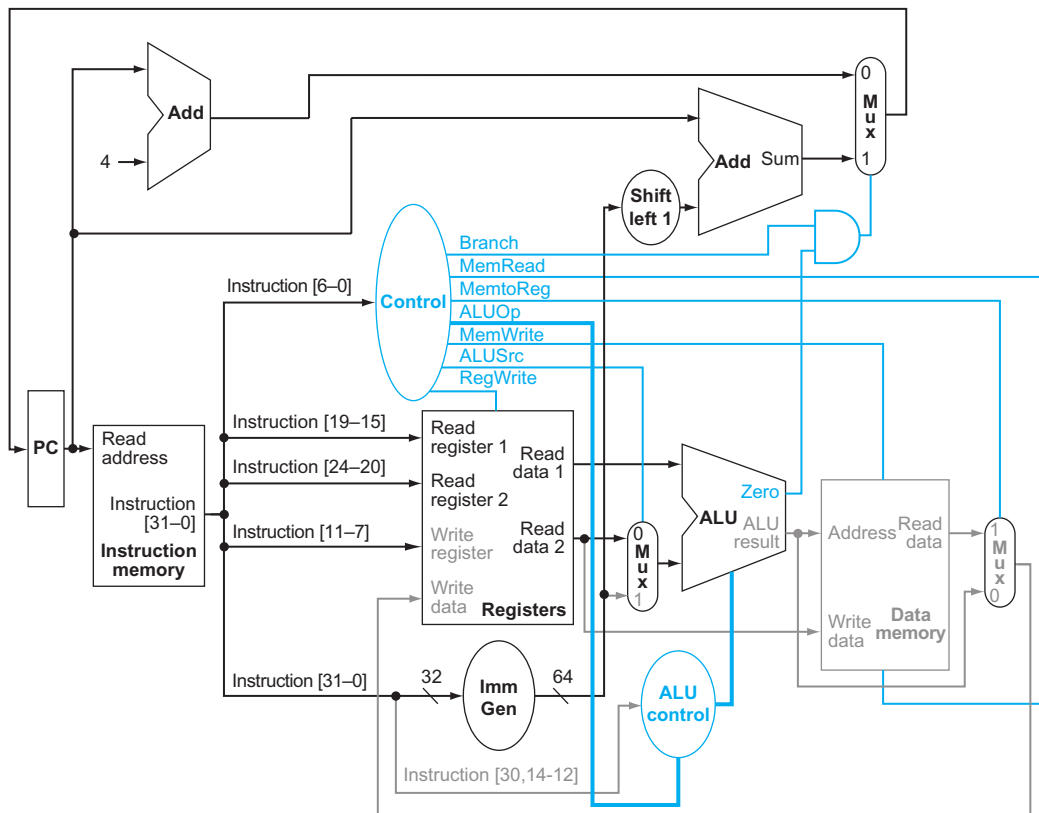 Add
4
0
Mux
1
Add Sum
Shift
left 1
Branch
MemRead
MemtoReg
ALUOp
MemWrite
ALUSrc
RegWrite
Control
Instruction [6–0]
PC
Read
address
Instruction
[31–0]
Instruction
memory
Instruction [19–15]
Instruction [24–20]
Instruction [11–7]
Read
register 1
Read
register 2
Write
register
Write
data
Read
data 1
Read
data 2
Registers
0
Mux
1
Zero
ALU
ALU
result
Address
Read
data
Write
data
Data
memory
1
Mux
0
Instruction [31–0]
32
Imm
Gen
64
ALU
control
Instruction [30,14-12]